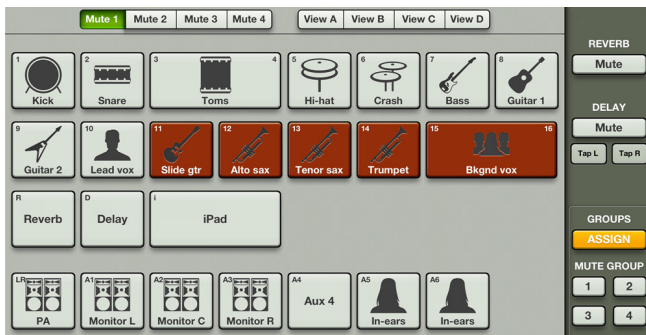 Mute 1 Mute 2 Mute 3 Mute 4 View A View B View C View D
REVERB
Mute
1 2 3 4 5 6 7 8
Kick Snare Toms Hi-hat Crash Bass Guitar 1
DELAY
Mute
Tap L Tap R
9 10 11 12 13 14 15 16
Guitar 2 Lead vox Slide gtr Alto sax Tenor sax Trumpet Bkgnd vox
R D i
Reverb Delay iPad
GROUPS
ASSIGN
MUTE GROUP
1 2
3 4
LR A1 A2 A3 A4 A5 A6
PA Monitor L Monitor C Monitor R Aux 4 In-ears In-ears